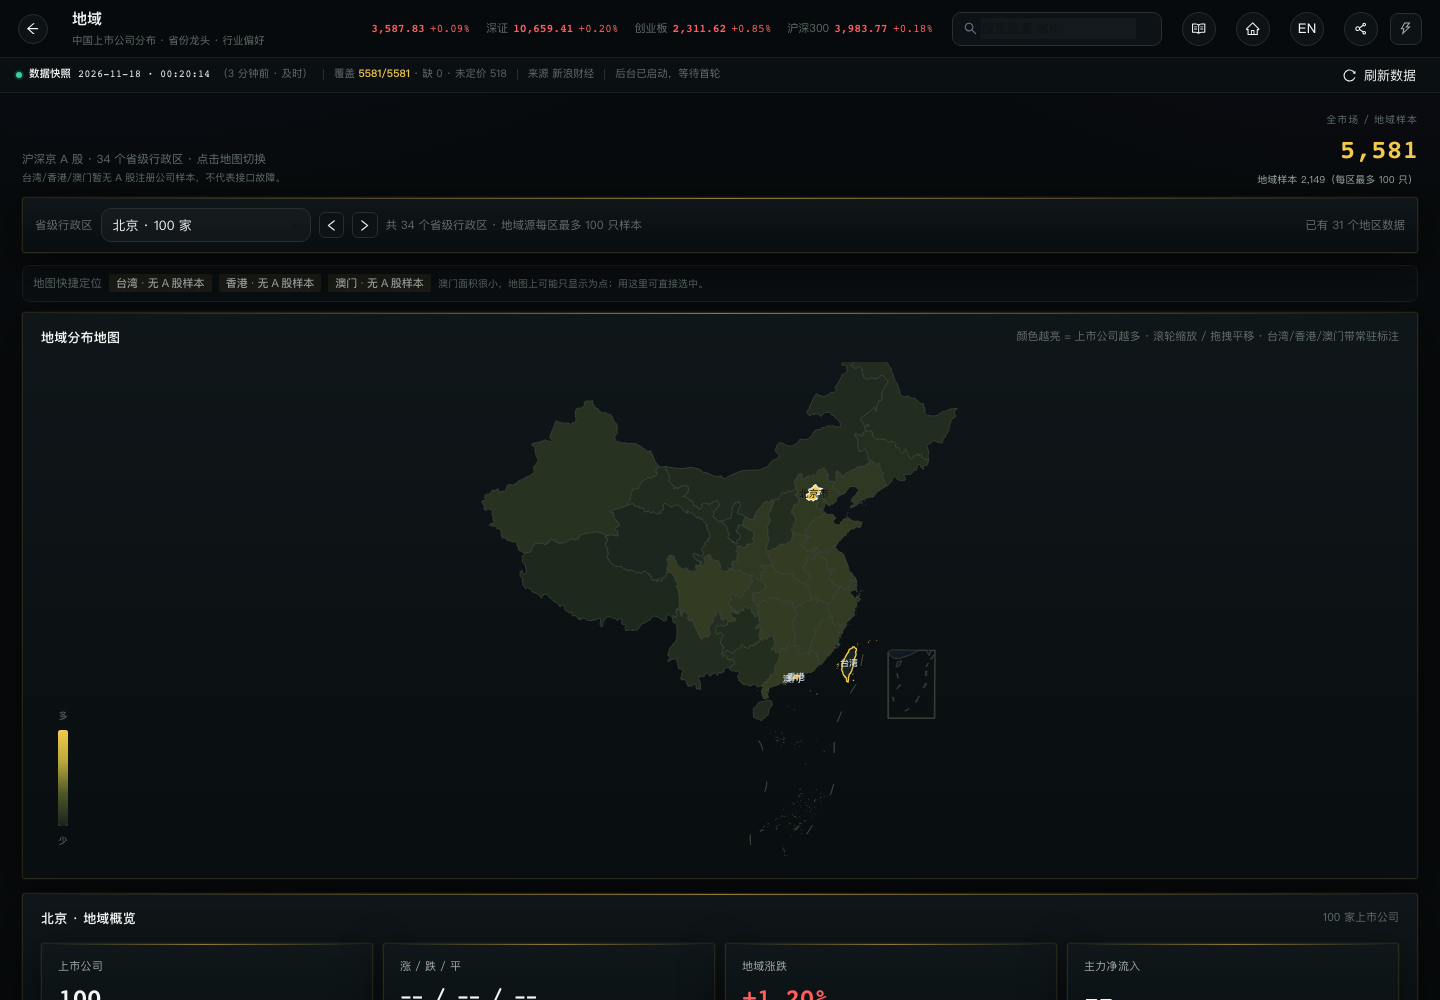 地域
中国上市公司分布 · 省份龙头 · 行业偏好
3,587.83 +0.09% 深证 10,659.41 +0.20% 创业板 2,311.62 +0.85% 沪深300 3,983.77 +0.18%
EN
数据快照 2026-11-18 · 00:20:14 (3 分钟前 · 及时) 覆盖 5581/5581 · 缺 0 · 未定价 518 来源 新浪财经 后台已启动，等待首轮
刷新数据
全市场 / 地域样本
5,581
地域样本 2,149（每区最多 100 只）
沪深京 A 股 · 34 个省级行政区 · 点击地图切换
台湾/香港/澳门暂无 A 股注册公司样本，不代表接口故障。
省级行政区 北京 · 100 家 共 34 个省级行政区 · 地域源每区最多 100 只样本 已有 31 个地区数据
地图快捷定位 台湾 · 无 A 股样本 香港 · 无 A 股样本 澳门 · 无 A 股样本 澳门面积很小，地图上可能只显示为点；用这里可直接选中。
地域分布地图 颜色越亮 = 上市公司越多 · 滚轮缩放 / 拖拽平移 · 台湾/香港/澳门带常驻标注
台湾
多
少
北京 · 地域概览 100 家上市公司
上市公司 涨 / 跌 / 平 地域涨跌 主力净流入
100 -- / -- / -- +1.20% --